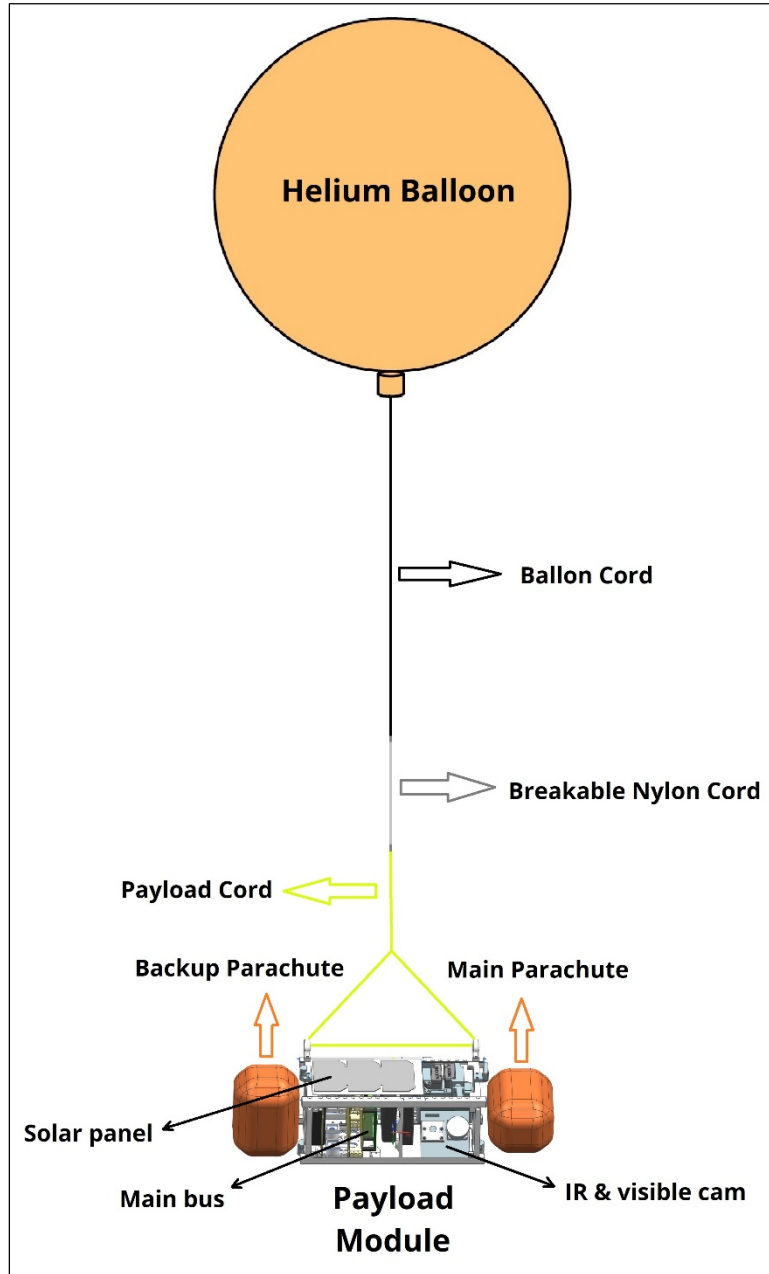 Helium Balloon
Ballon Cord
Breakable Nylon Cord
Payload Cord
Backup Parachute
Main Parachute
Solar panel
Main bus
IR & visible cam
Payload
Module